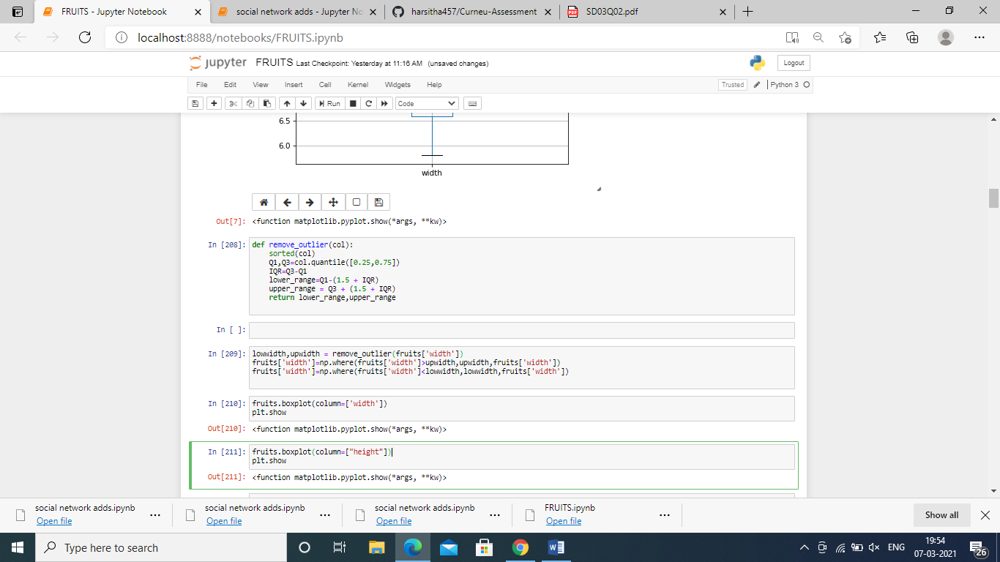 FRUITS - Jupyter Notebook
social network adds - Jupyter No
harsitha457/Curneu-Assessment
PDF
SD03Q02.pdf
localhost:8888/notebooks/FRUITS.ipynb
jupyter FRUITS Last Checkpoint: Yesterday at 11:16 AM (unsaved changes)
Logout
File Edit View Insert Cell Kernel Widgets Help
Trusted Python 3
Run Code
6.5
6.0
width
Out[7]: <function matplotlib.pyplot.show(*args, **kw)>
In [208]: def remove_outlier(col):
    sorted(col)
    Q1,Q3=col.quantile([0.25,0.75])
    IQR=Q3-Q1
    lower_range=Q1-(1.5 + IQR)
    upper_range = Q3 + (1.5 + IQR)
    return lower_range,upper_range
In [ ]:
In [209]: lowwidth,upwidth = remove_outlier(fruits['width'])
fruits['width']=np.where(fruits['width']>upwidth,upwidth,fruits['width'])
fruits['width']=np.where(fruits['width']<lowwidth,lowwidth,fruits['width'])
In [210]: fruits.boxplot(column=['width'])
plt.show
Out[210]: <function matplotlib.pyplot.show(*args, **kw)>
In [211]: fruits.boxplot(column=["height"])
plt.show
Out[211]: <function matplotlib.pyplot.show(*args, **kw)>
social network adds.ipynb
Open file
social network adds.ipynb
Open file
social network adds.ipynb
Open file
FRUITS.ipynb
Open file
Show all
Type here to search
ENG
19:54
07-03-2021
26